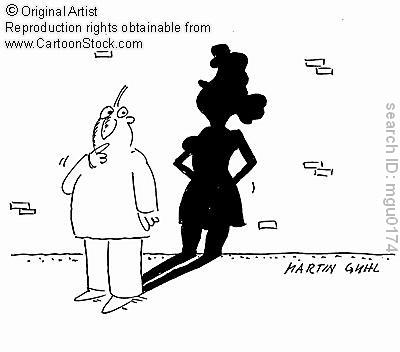 © Original Artist
Reproduction rights obtainable from
www.CartoonStock.com
search ID: mgu0174
MARTIN GUHL